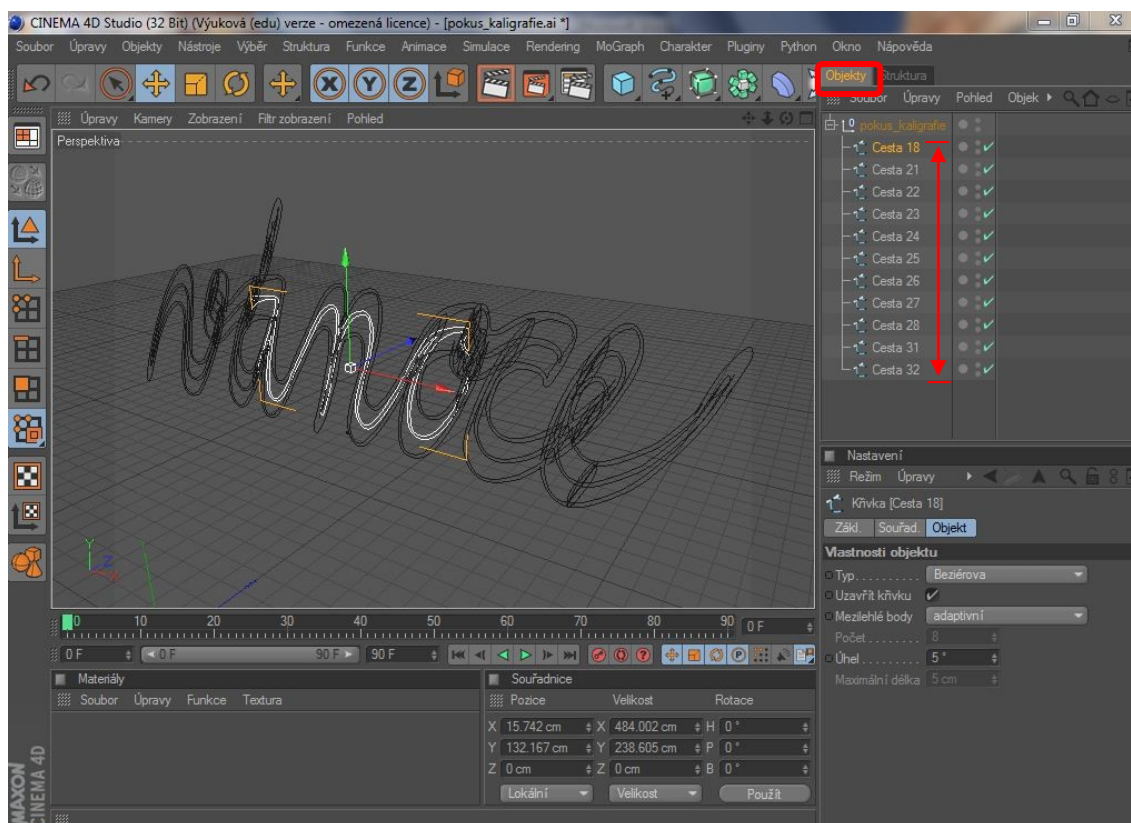 CINEMA 4D Studio (32 Bit) (Výuková (edu) verze - omezená licence) - [pokus_kaligrafie.ai *]
Soubor Úpravy Objekty Nástroje Výběr Struktura Funkce Animace Simulace Rendering MoGraph Charakter Pluginy Python Okno Nápověda
Objekty Struktura
Soubor Úpravy Pohled Objek
Úpravy Kamery Zobrazení Filtr zobrazení Pohled
Perspektiva
pokus_kaligrafie
Cesta 18
Cesta 21
Cesta 22
Cesta 23
Cesta 24
Cesta 25
Cesta 26
Cesta 27
Cesta 28
Cesta 31
Cesta 32
vánoce
Y
Z
X
Nastavení
Režim Úpravy
Křivka [Cesta 18]
Zákl. Souřad. Objekt
Vlastnosti objektu
Typ Beziérova
Uzavřít křivku
Mezilehlé body adaptivní
Počet 8
Úhel 5 °
Maximální délka 5 cm
0 10 20 30 40 50 60 70 80 90 0 F
0 F 0 F 90 F 90 F
Materiály
Soubor Úpravy Funkce Textura
Souřadnice
Pozice Velikost Rotace
X 15.742 cm X 484.002 cm H 0 °
Y 132.167 cm Y 238.605 cm P 0 °
Z 0 cm Z 0 cm B 0 °
Lokální Velikost Použít
MAXON
CINEMA 4D